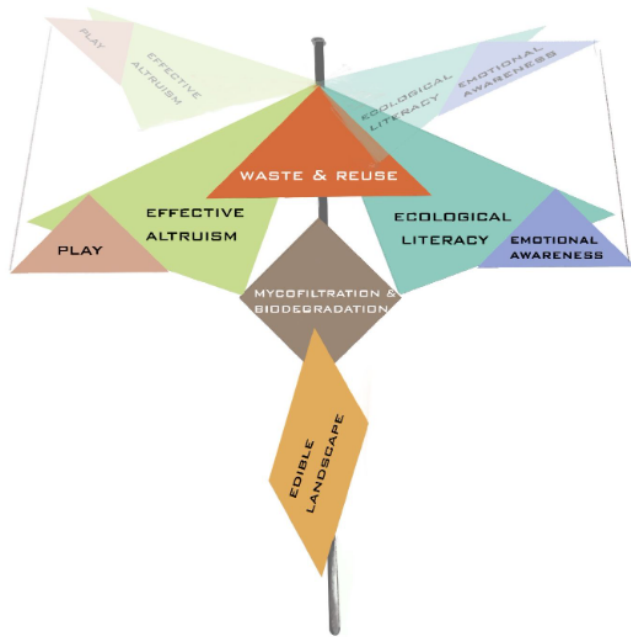 PLAY
EFFECTIVE
ALTRUISM
ECOLOGICAL
LITERACY
EMOTIONAL
AWARENESS
WASTE & REUSE
EFFECTIVE
ALTRUISM
ECOLOGICAL
LITERACY
PLAY
EMOTIONAL
AWARENESS
MYCOFILTRATION &
BIODEGRADATION
EDIBLE
LANDSCAPE